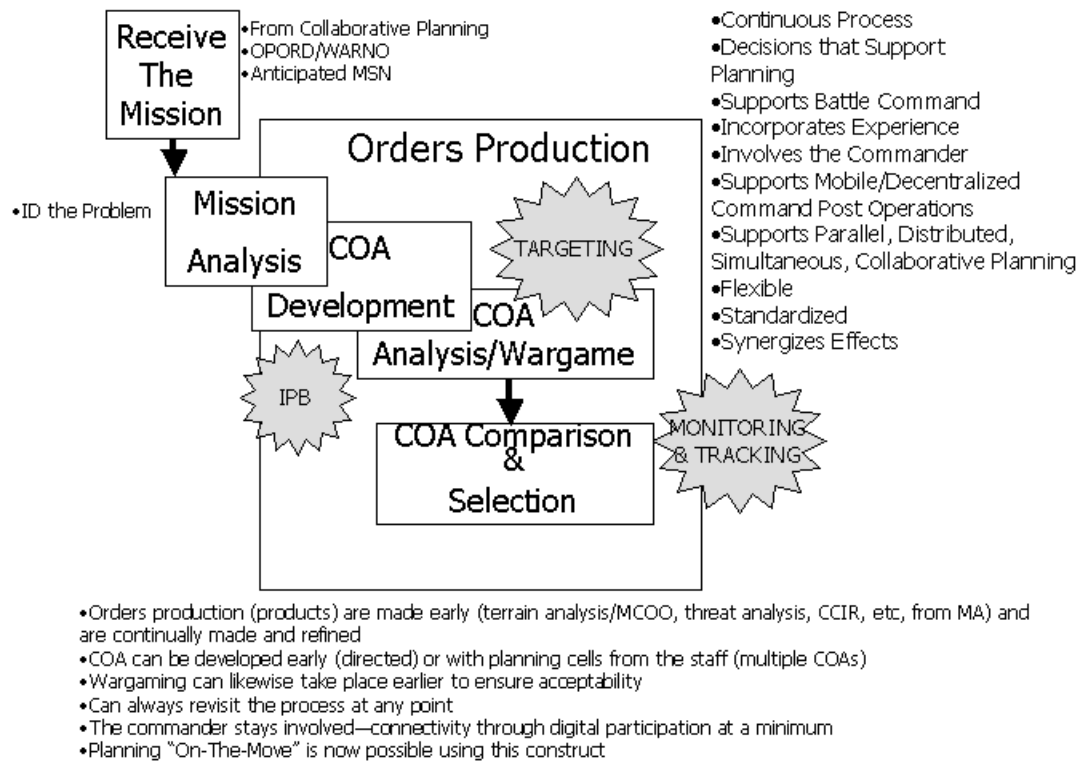 Receive
The
Mission
•From Collaborative Planning
•OPORD/WARNO
•Anticipated MSN
•Continuous Process
•Decisions that Support
Planning
•Supports Battle Command
•Incorporates Experience
•Involves the Commander
•Supports Mobile/Decentralized
Command Post Operations
•Supports Parallel, Distributed,
Simultaneous, Collaborative Planning
•Flexible
•Standardized
•Synergizes Effects
Orders Production
•ID the Problem
Mission
Analysis
COA
Development
TARGETING
COA
Analysis/Wargame
IPB
COA Comparison
&
Selection
MONITORING
& TRACKING
•Orders production (products) are made early (terrain analysis/MCOO, threat analysis, CCIR, etc, from MA) and
are continually made and refined
•COA can be developed early (directed) or with planning cells from the staff (multiple COAs)
•Wargaming can likewise take place earlier to ensure acceptability
•Can always revisit the process at any point
•The commander stays involved—connectivity through digital participation at a minimum
•Planning “On-The-Move” is now possible using this construct